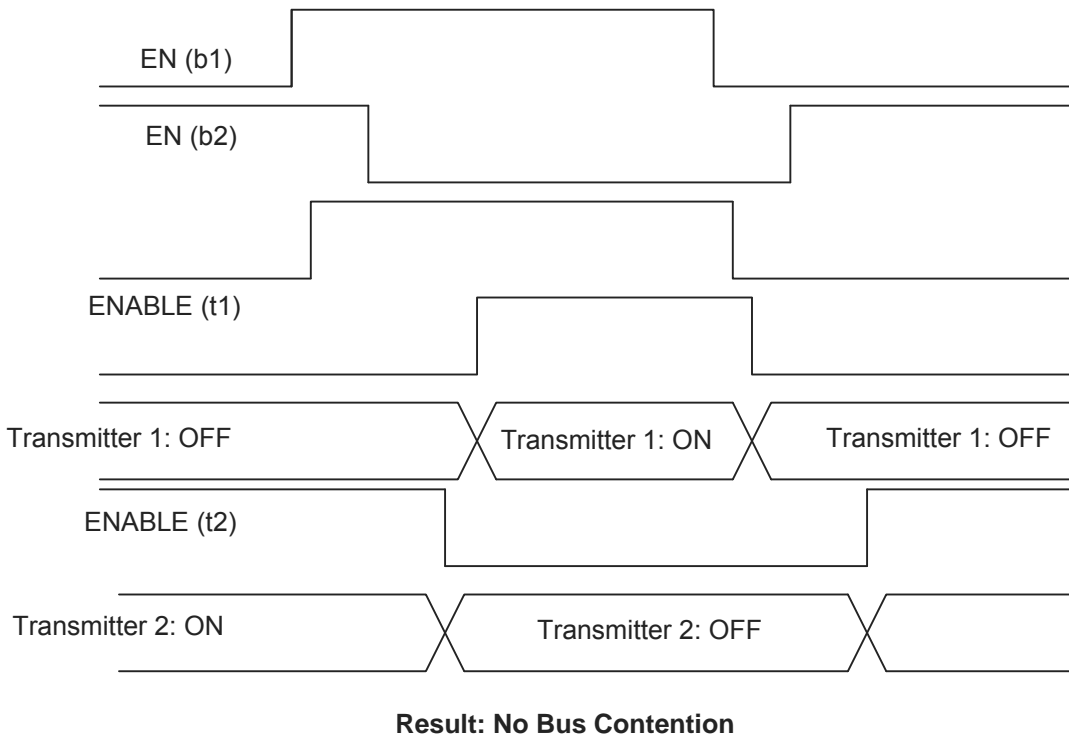 EN (b1)
EN (b2)
ENABLE (t1)
Transmitter 1: OFF
Transmitter 1: ON
Transmitter 1: OFF
ENABLE (t2)
Transmitter 2: ON
Transmitter 2: OFF
Result: No Bus Contention